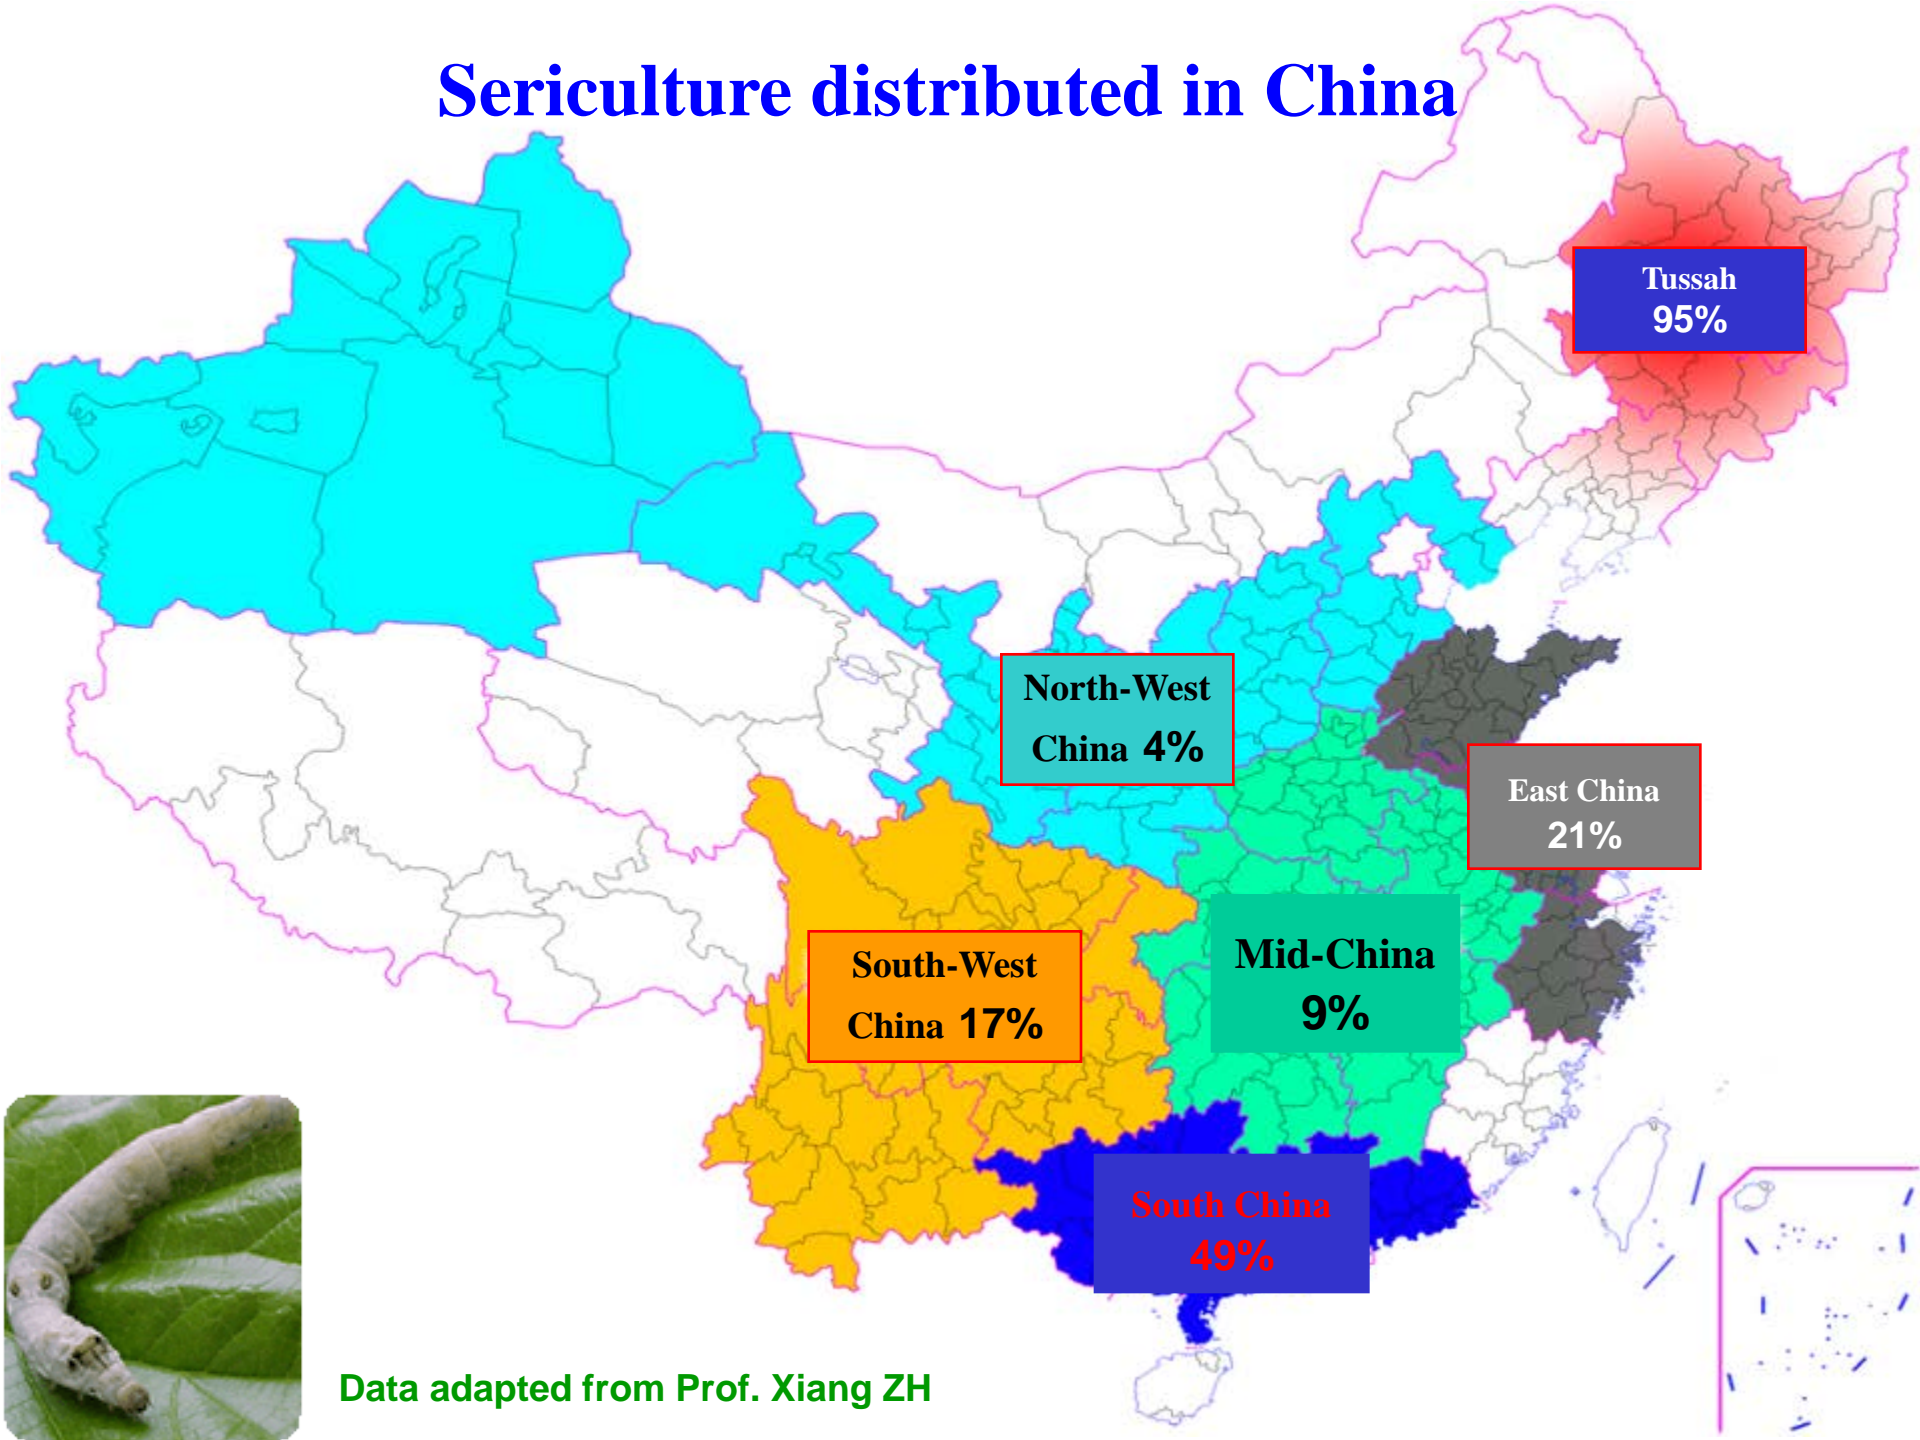 Sericulture distributed in China
Tussah
95%
North-West
China 4%
East China
21%
South-West
China 17%
Mid-China
9%
South China
49%
Data adapted from Prof. Xiang ZH